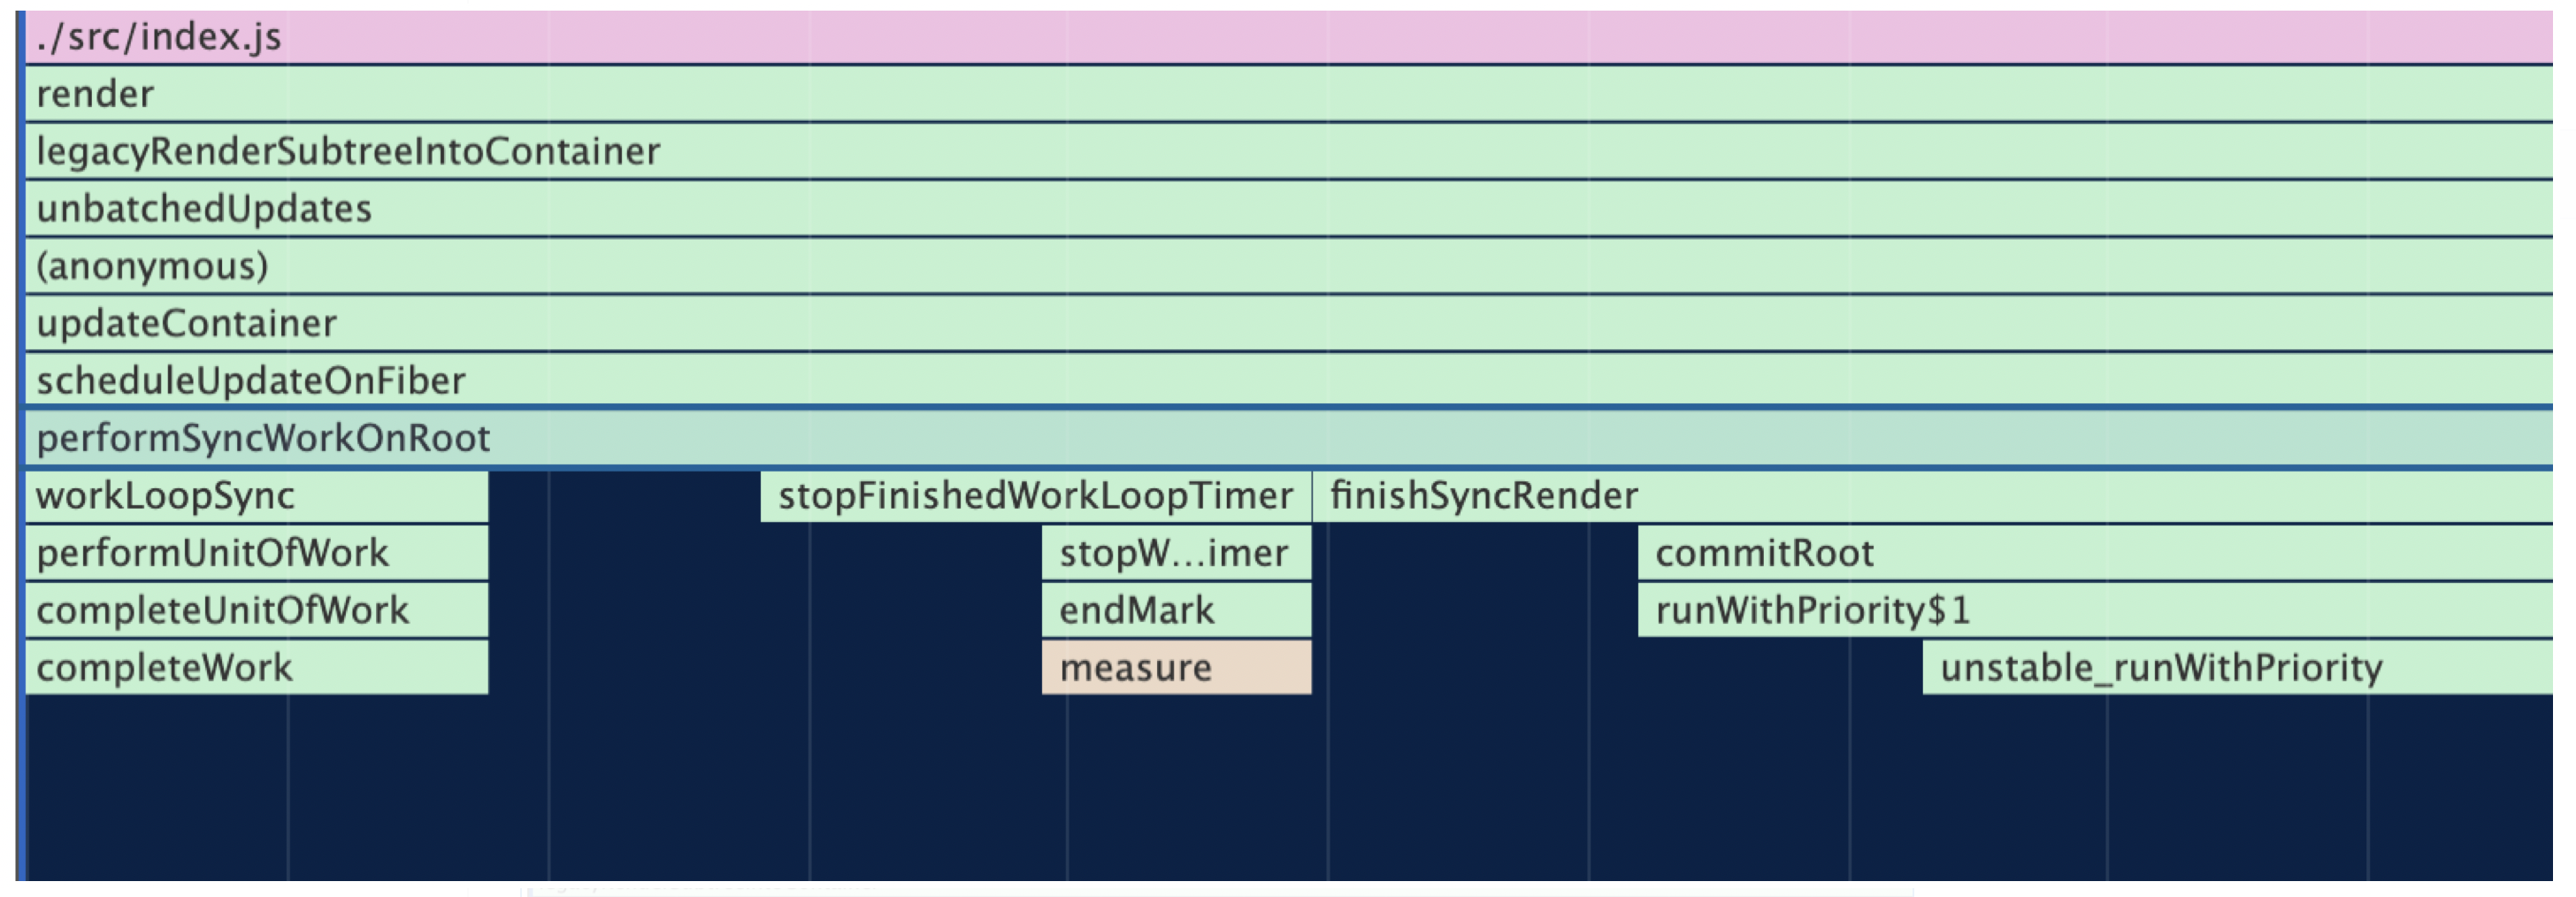 ./src/index.js
render
legacyRenderSubtreeIntoContainer
unbatchedUpdates
(anonymous)
updateContainer
scheduleUpdateOnFiber
performSyncWorkOnRoot
workLoopSync stopFinishedWorkLoopTimer finishSyncRender
performUnitOfWork stopW...imer commitRoot
completeUnitOfWork endMark runWithPriority$1
completeWork measure unstable_runWithPriority